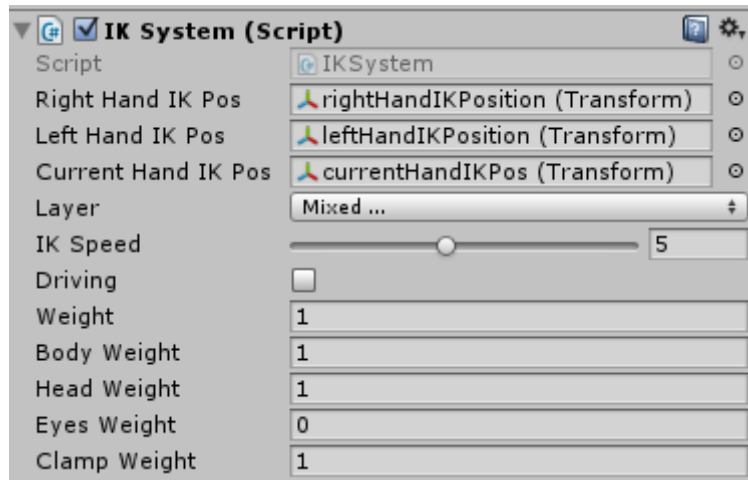 IK System (Script)
Script IKSystem
Right Hand IK Pos rightHandIKPosition (Transform)
Left Hand IK Pos leftHandIKPosition (Transform)
Current Hand IK Pos currentHandIKPos (Transform)
Layer Mixed ...
IK Speed 5
Driving
Weight 1
Body Weight 1
Head Weight 1
Eyes Weight 0
Clamp Weight 1